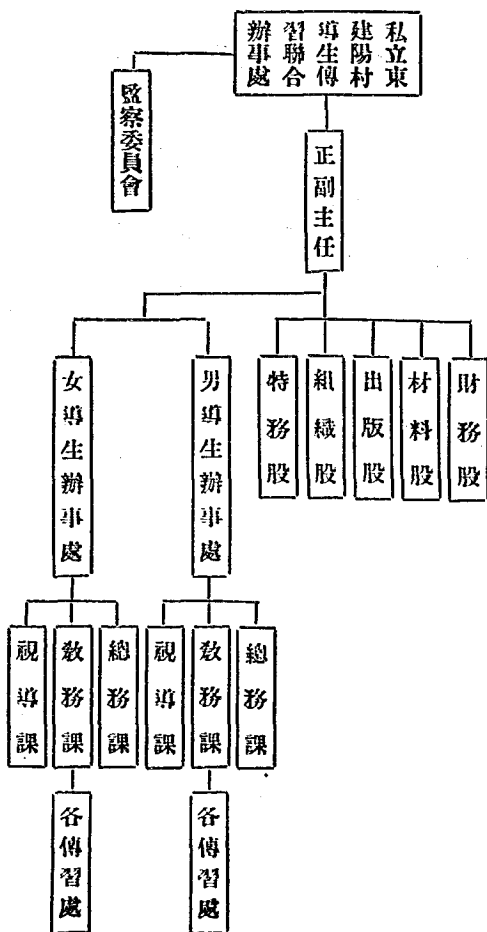 私立東
建陽村
導生傳
習聯合
辦事處
監察委員會
正副主任
財務股
材料股
出版股
組織股
特務股
男導生辦事處
女導生辦事處
總務課
教務課
視導課
總務課
教務課
視導課
各傳習處
各傳習處